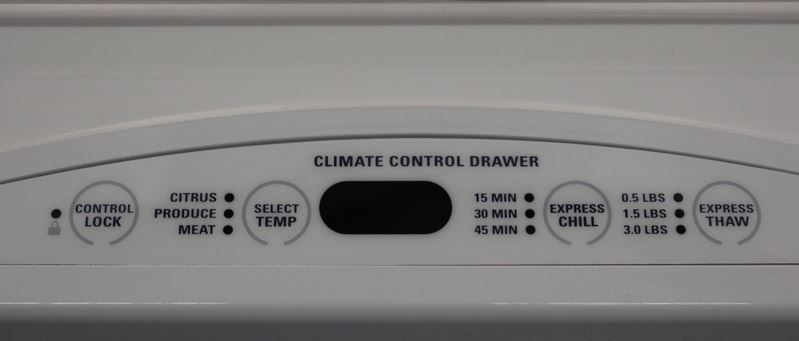 CLIMATE CONTROL DRAWER
CONTROL
LOCK
CITRUS
PRODUCE
MEAT
SELECT
TEMP
15 MIN
30 MIN
45 MIN
EXPRESS
CHILL
0.5 LBS
1.5 LBS
3.0 LBS
EXPRESS
THAW